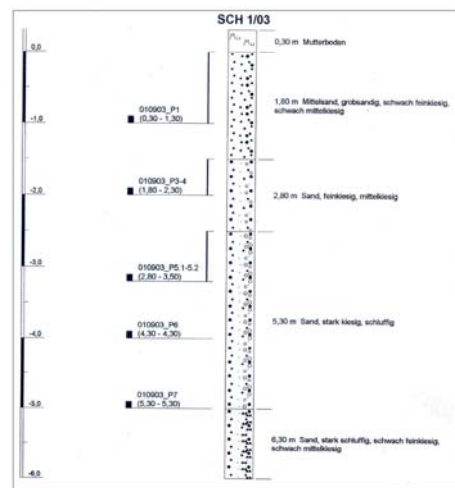 SCH 1/03
0,30 m Mutterboden
0,0
1,80 m Mittelsand, grobsandig, schwach feinkiesig,
schwach mittelkiesig
010903_P1
(0,30 - 1,30)
-1,0
010903_P3-4
(1,80 - 2,30)
-2,0
2,80 m Sand, feinkiesig, mittelkiesig
010903_P5.1-5.2
(2,80 - 3,50)
-3,0
5,30 m Sand, stark kiesig, schluffig
010903_P6
(4,30 - 4,30)
-4,0
010903_P7
(5,30 - 5,30)
-5,0
6,30 m Sand, stark schluffig, schwach feinkiesig,
schwach mittelkiesig
-6,0